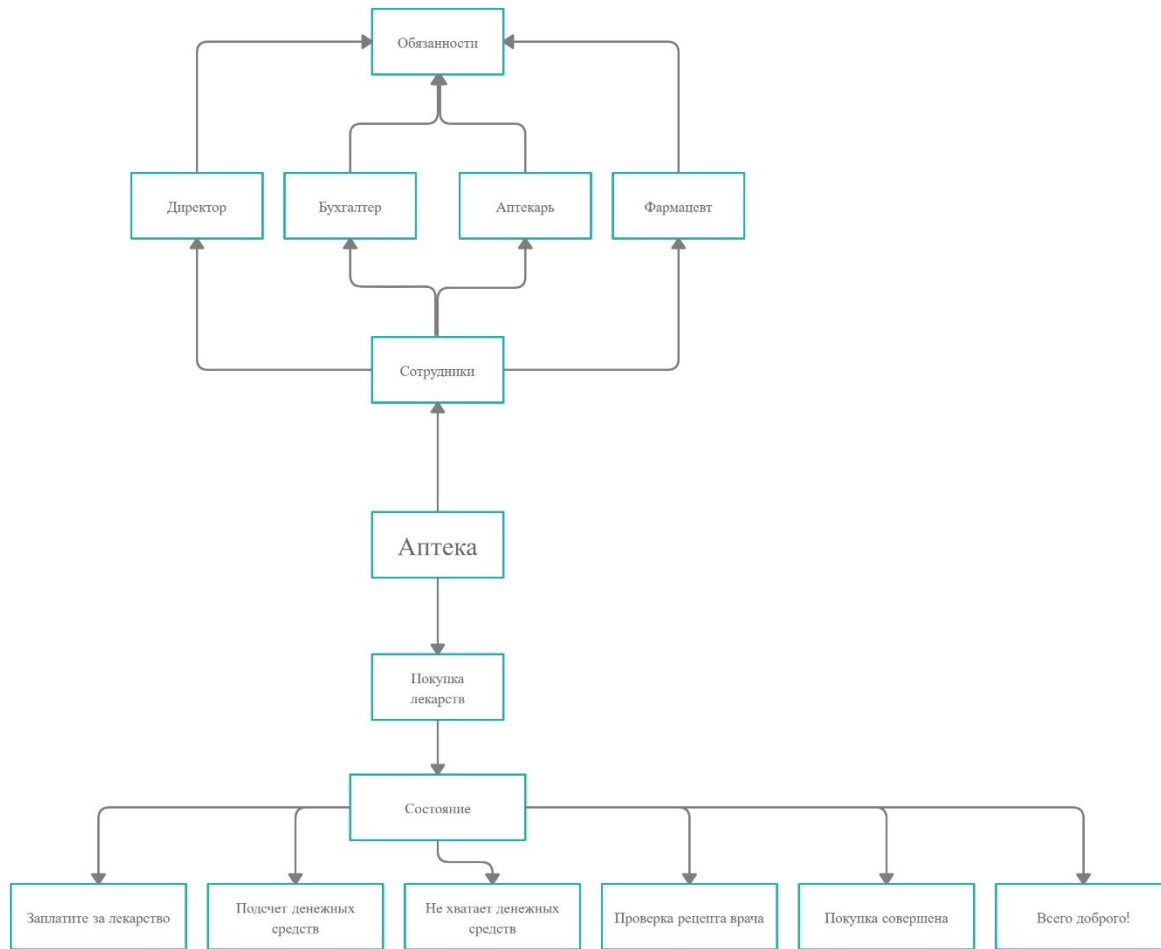 Обязанности
Директор
Бухгалтер
Аптекарь
Фармацевт
Сотрудники
Аптека
Покупка
лекарств
Состояние
Заплатите за лекарство
Подсчет денежных
средств
Не хватает денежных
средств
Проверка рецепта врача
Покупка совершена
Всего доброго!